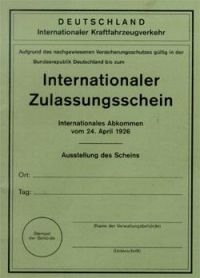 DEUTSCHLAND
Internationaler Kraftfahrzeugverkehr
Aufgrund des nachgewiesenen Versicherungsschutzes gültig in der
Bundesrepublik Deutschland bis zum
Internationaler
Zulassungsschein
Internationales Abkommen
vom 24. April 1926
Ausstellung des Scheins
Ort:
Tag:
(Name der Verwaltungsbehörde)
Stempel
der Behörde
(Unterschrift)